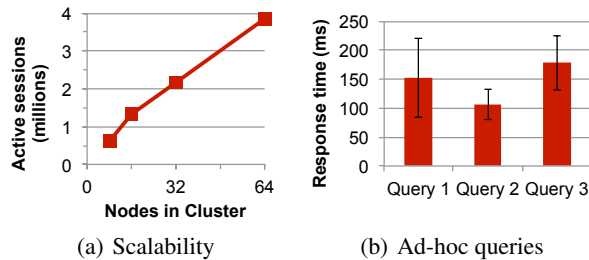 Active sessions
(millions)
4
3
2
1
0
0
32
64
Nodes in Cluster
(a) Scalability
Response time (ms)
250
200
150
100
50
0
Query 1 Query 2 Query 3
(b) Ad-hoc queries